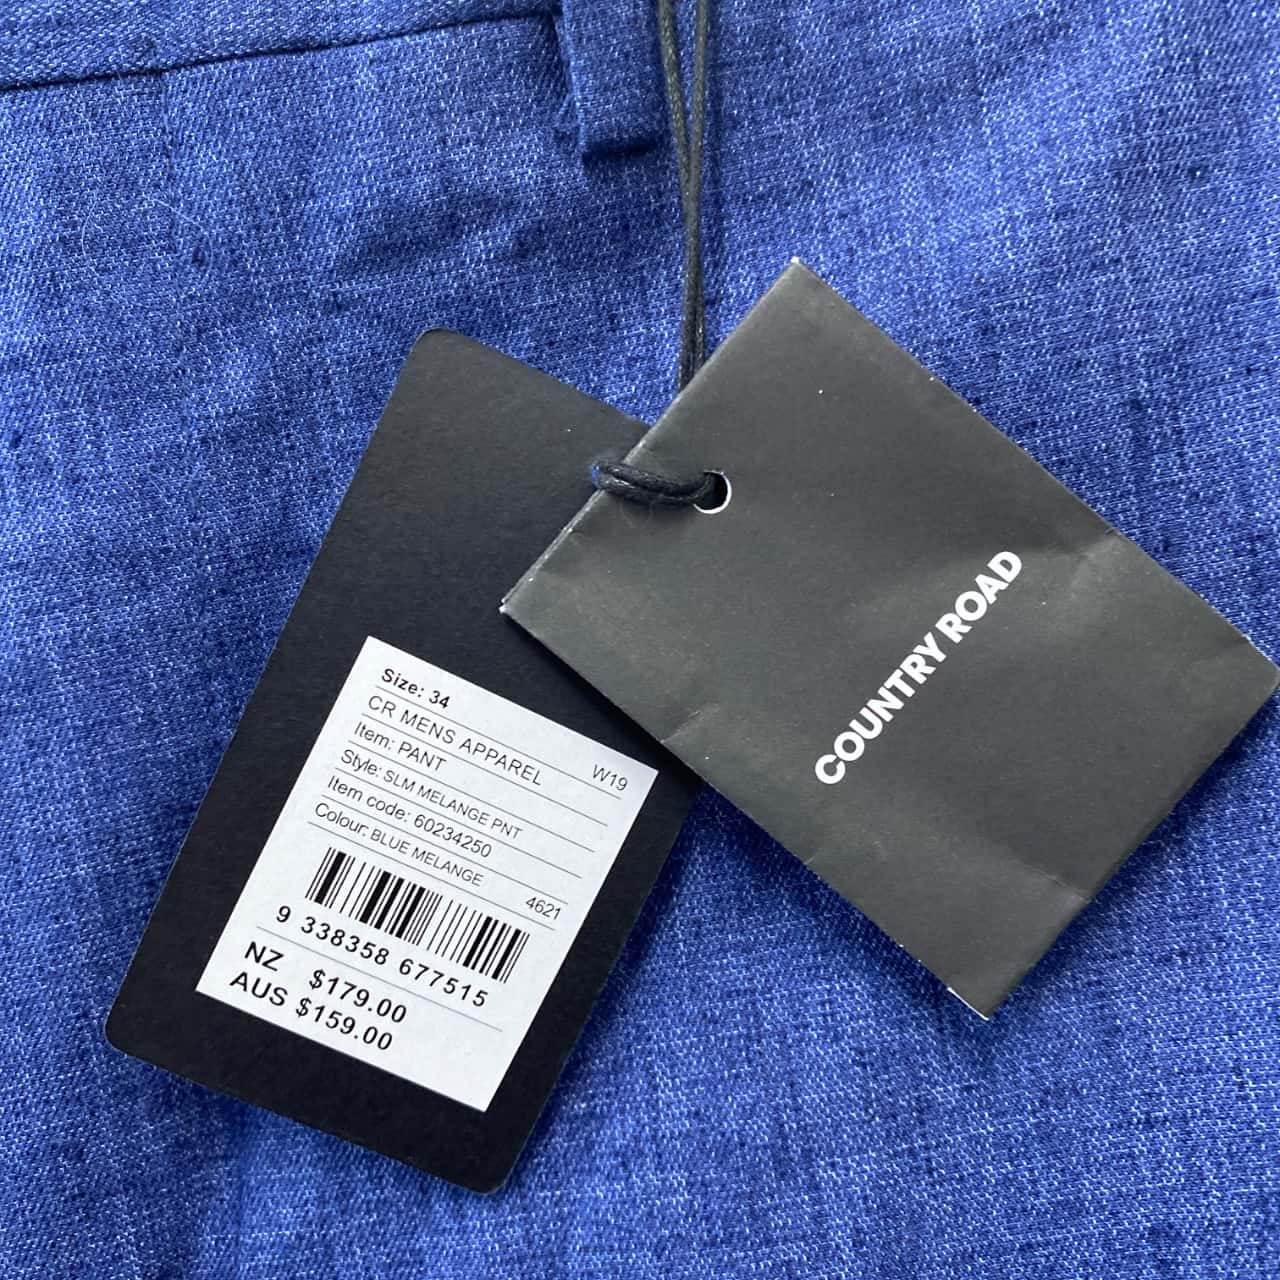 Size: 34
CR MENS APPAREL W19
Item: PANT
Style: SLM MELANGE PNT
Item code: 60234250
Colour: BLUE MELANGE 4621
9 338358 677515
NZ $179.00
AUS $159.00
COUNTRY ROAD